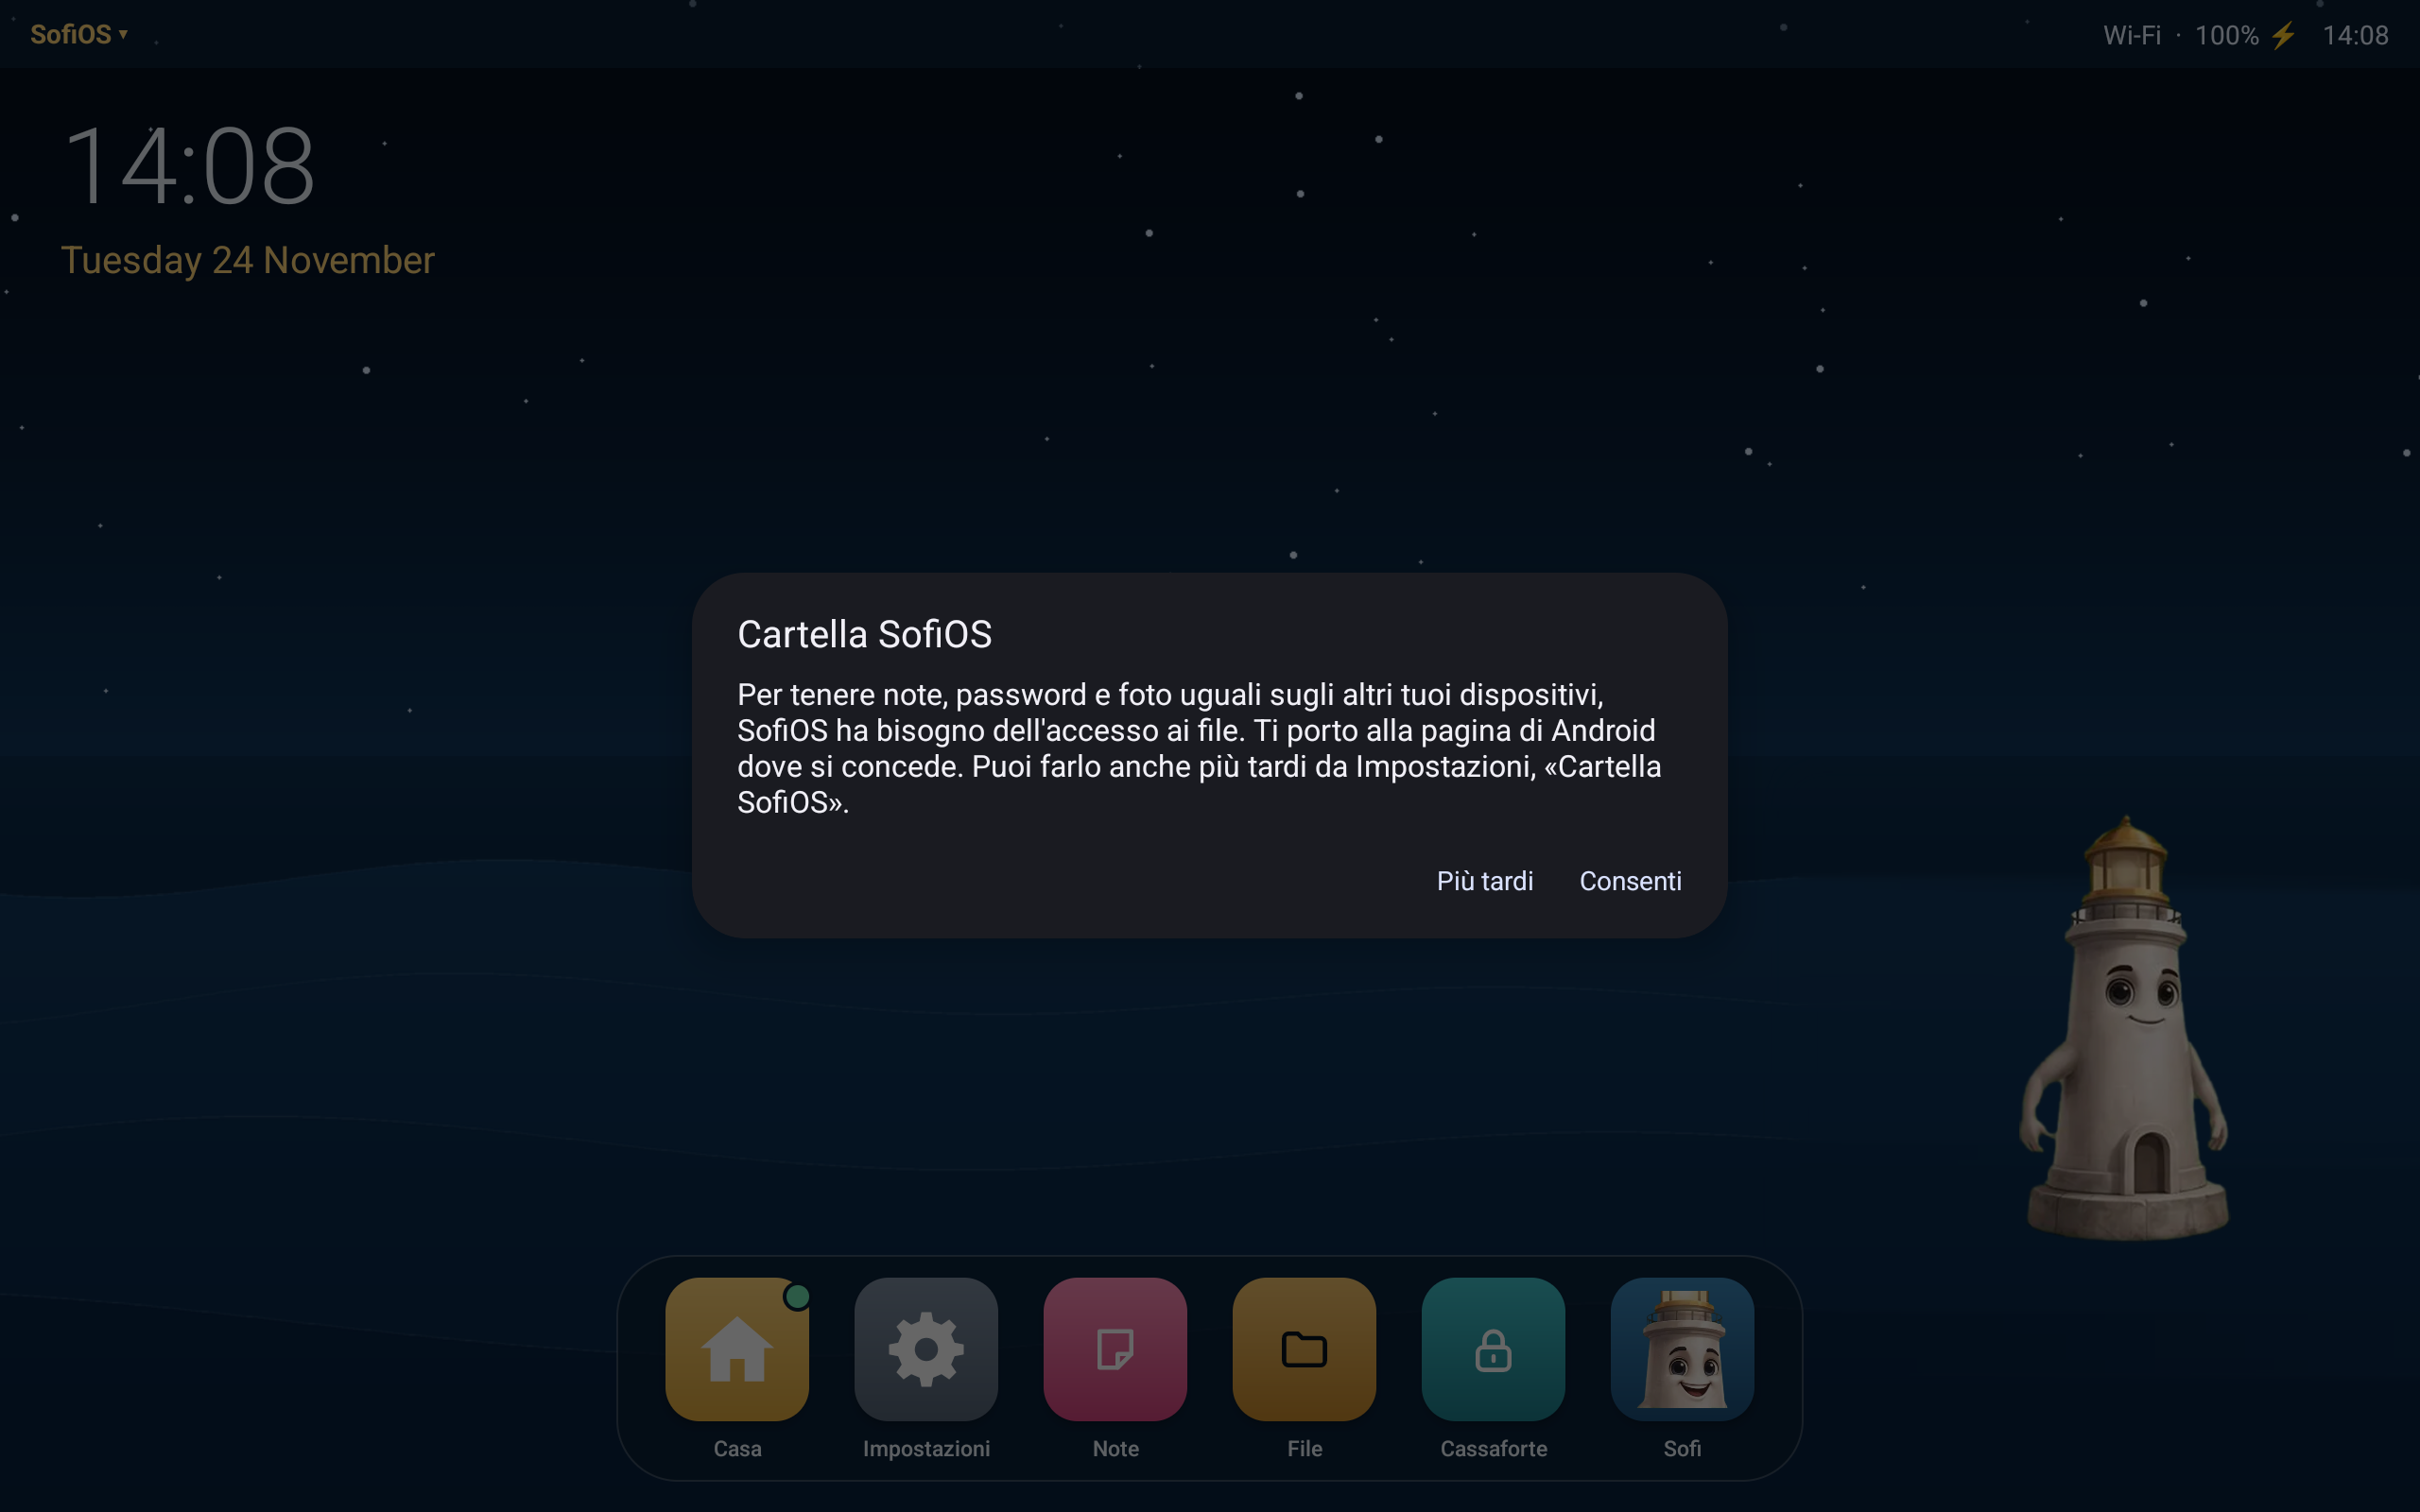 SofiOS ▾
Wi-Fi · 100% ⚡ 14:08
14:08
Tuesday 24 November
Cartella SofiOS
Per tenere note, password e foto uguali sugli altri tuoi dispositivi,
SofiOS ha bisogno dell'accesso ai file. Ti porto alla pagina di Android
dove si concede. Puoi farlo anche più tardi da Impostazioni, «Cartella
SofiOS».
Più tardi Consenti
Casa Impostazioni Note File Cassaforte Sofi